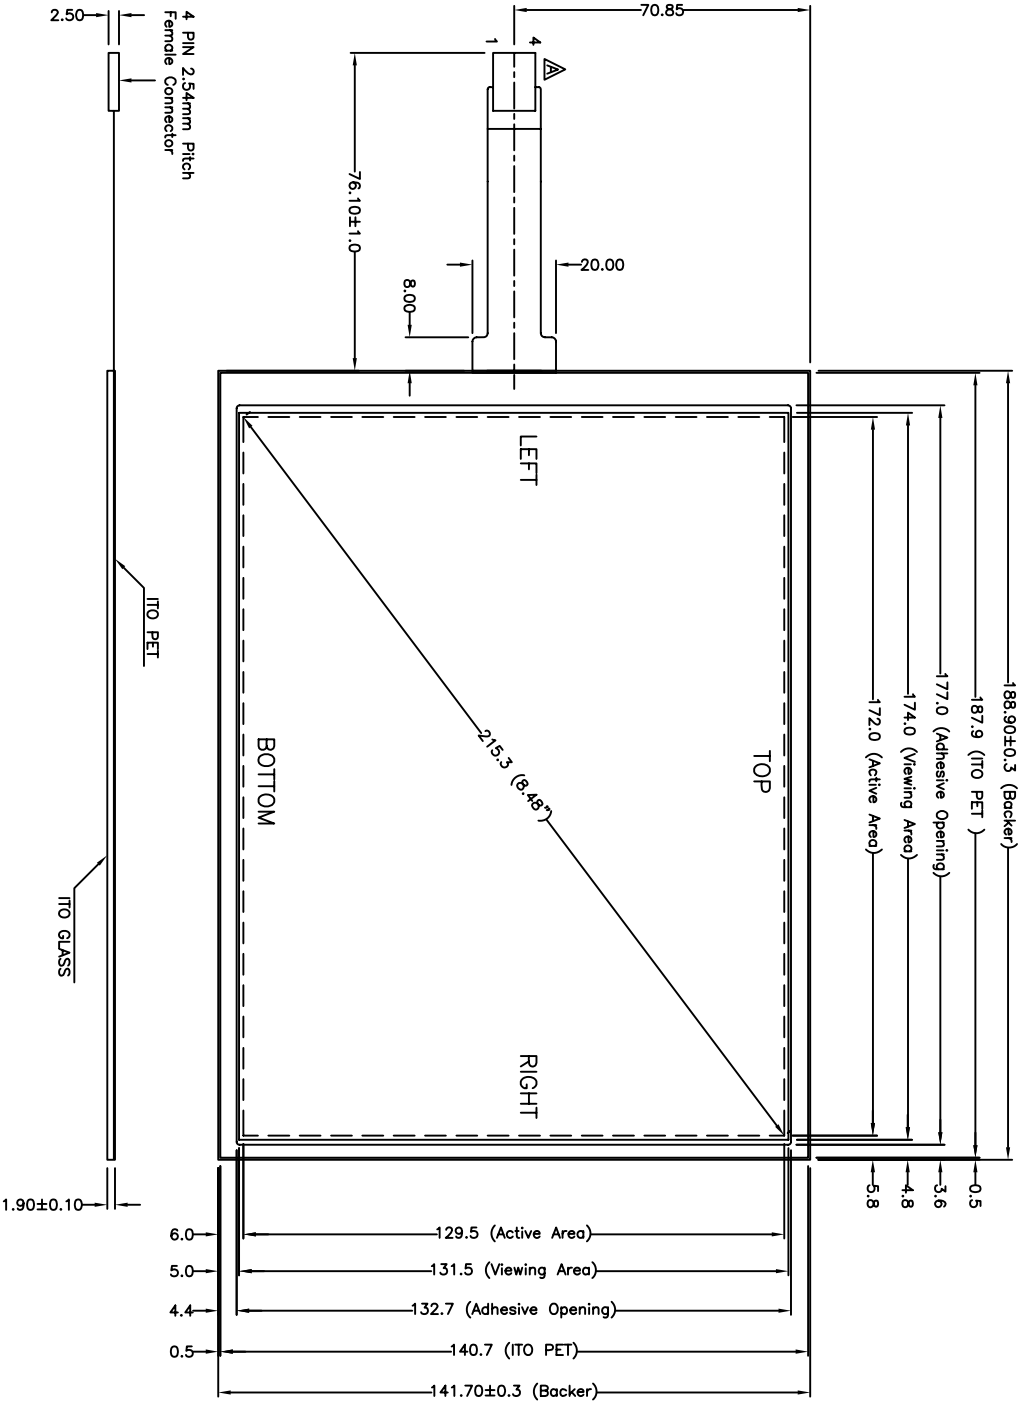 2.50
4 PIN 2.54mm Pitch
Female Connector
70.85
1
4
A
76.10±1.0
20.00
8.00
LEFT
TOP
BOTTOM
RIGHT
215.3 (8.48")
188.90±0.3 (Backer)
187.9 (ITO PET )
177.0 (Adhesive Opening)
174.0 (Viewing Area)
172.0 (Active Area)
0.5
3.6
4.8
5.8
ITO PET
ITO GLASS
1.90±0.10
6.0
129.5 (Active Area)
5.0
131.5 (Viewing Area)
4.4
132.7 (Adhesive Opening)
0.5
140.7 (ITO PET)
141.70±0.3 (Backer)